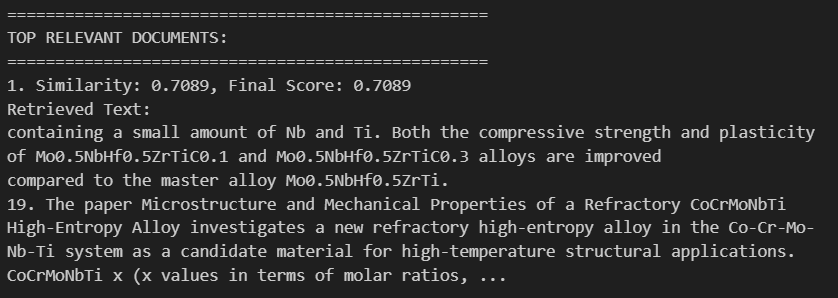 ==================================================
TOP RELEVANT DOCUMENTS:
==================================================
1. Similarity: 0.7089, Final Score: 0.7089
Retrieved Text:
containing a small amount of Nb and Ti. Both the compressive strength and plasticity
of Mo0.5NbHf0.5ZrTiC0.1 and Mo0.5NbHf0.5ZrTiC0.3 alloys are improved
compared to the master alloy Mo0.5NbHf0.5ZrTi.
19. The paper Microstructure and Mechanical Properties of a Refractory CoCrMoNbTi
High-Entropy Alloy investigates a new refractory high-entropy alloy in the Co-Cr-Mo-
Nb-Ti system as a candidate material for high-temperature structural applications.
CoCrMoNbTi x (x values in terms of molar ratios, ...